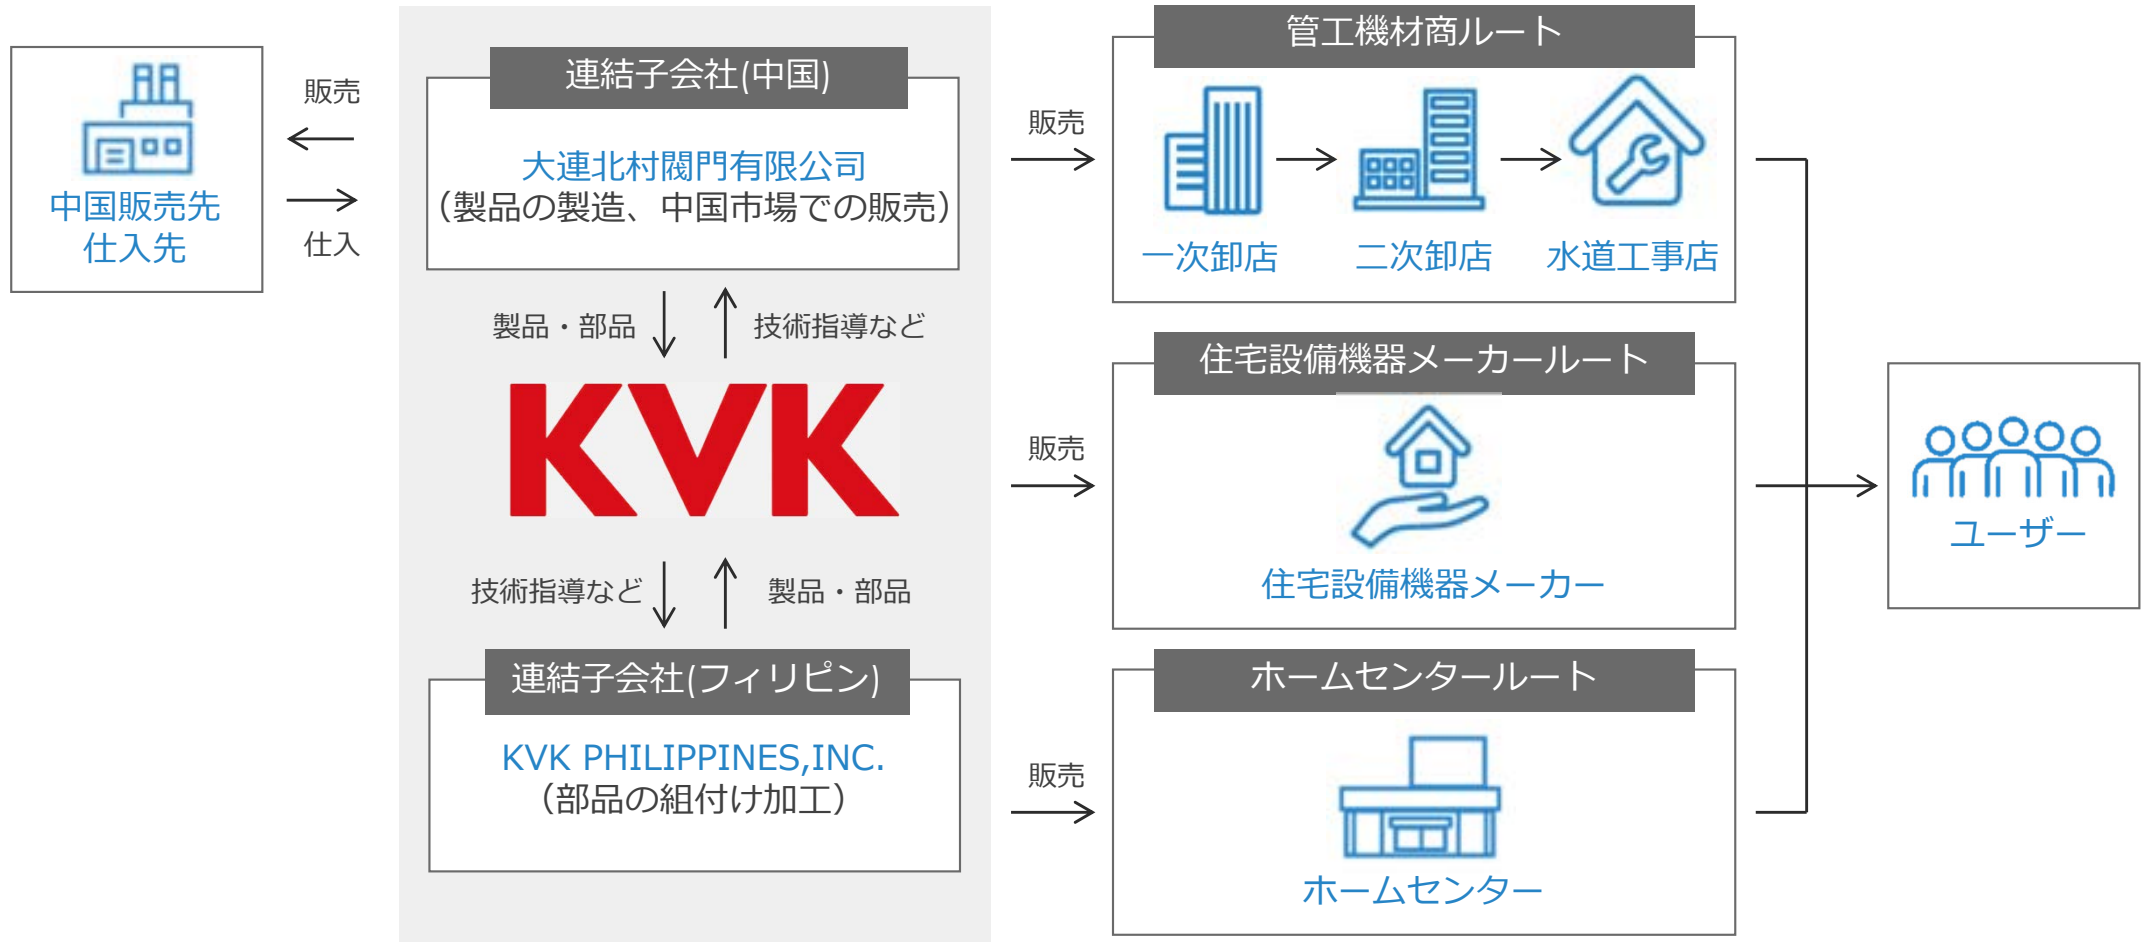 中国販売先
仕入先
販売
仕入
連結子会社(中国)
大連北村閥門有限公司
（製品の製造、中国市場での販売）
製品・部品
技術指導など
KVK
技術指導など
製品・部品
連結子会社(フィリピン)
KVK PHILIPPINES,INC.
（部品の組付け加工）
販売
管工機材商ルート
一次卸店
二次卸店
水道工事店
販売
住宅設備機器メーカールート
住宅設備機器メーカー
販売
ホームセンタールート
ホームセンター
ユーザー